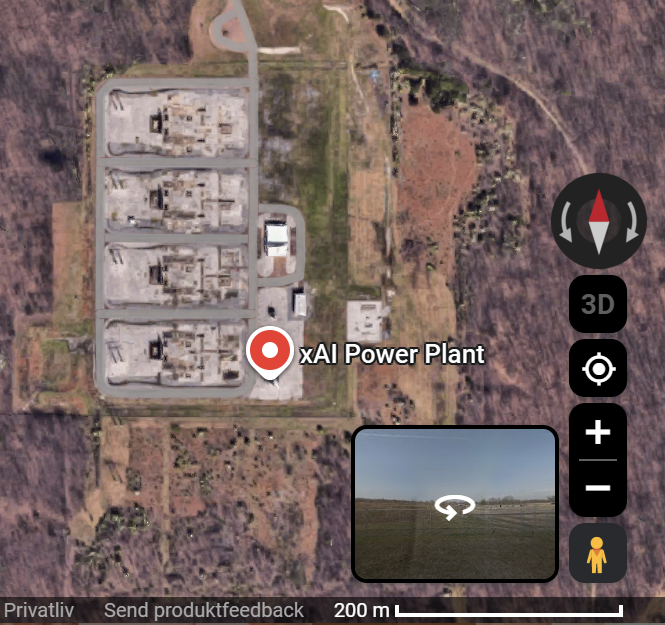 3D
xAI Power Plant
+
−
Privatliv Send produktfeedback 200 m